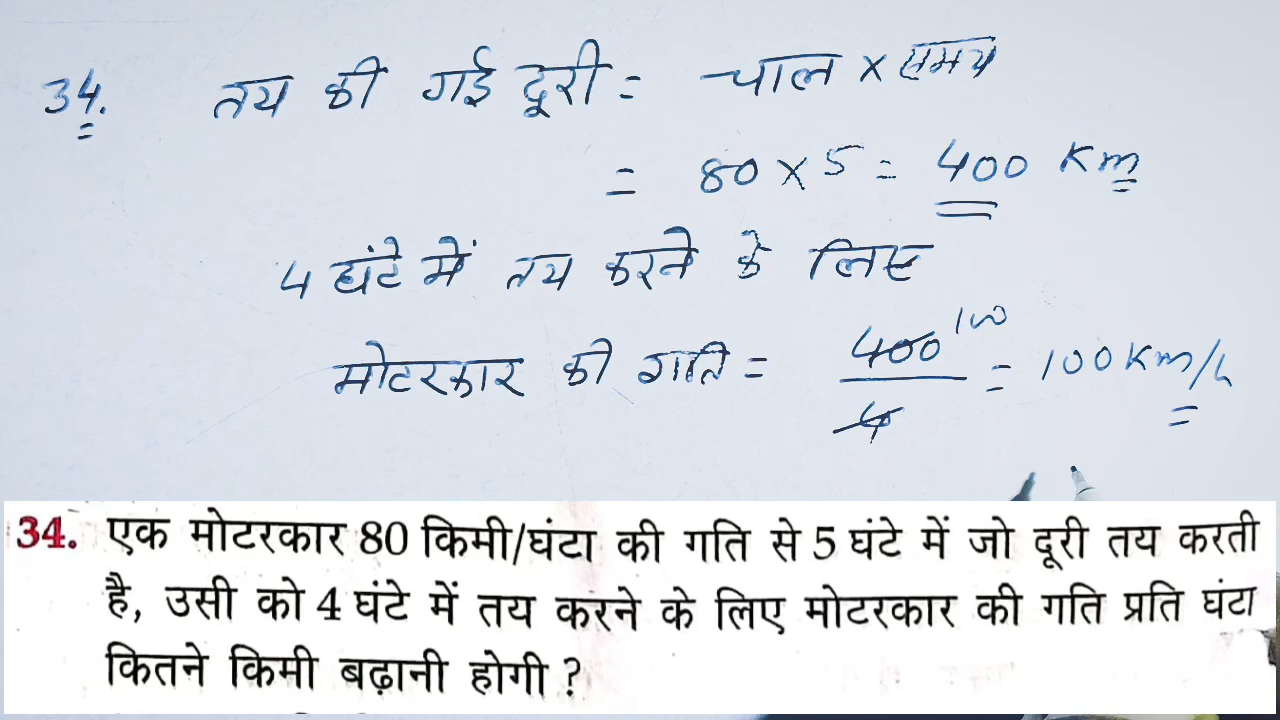 34. तय की गई दूरी = चाल × समय
= 80 × 5 = 400 Km
4 घंटे में तय करने के लिए
मोटरकार की गति = 400/4 100 = 100 Km/h
34. एक मोटरकार 80 किमी/घंटा की गति से 5 घंटे में जो दूरी तय करती
है, उसी को 4 घंटे में तय करने के लिए मोटरकार की गति प्रति घंटा
कितने किमी बढ़ानी होगी ?